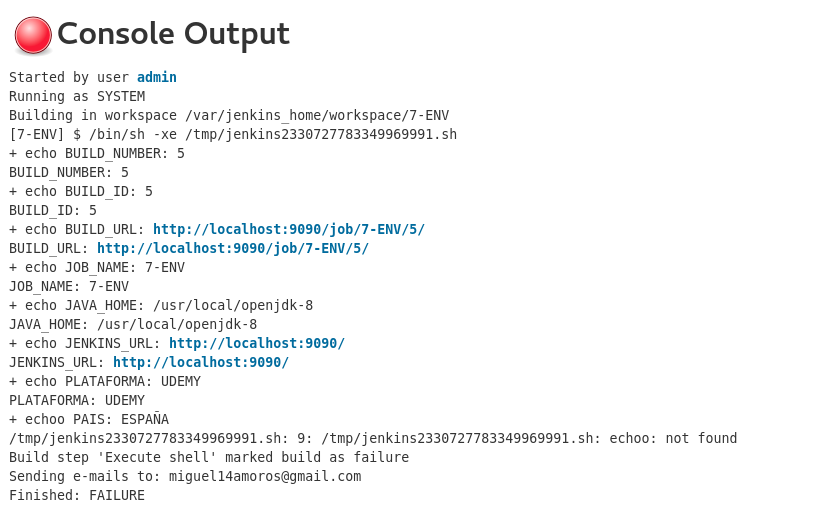 Console Output
Started by user admin
Running as SYSTEM
Building in workspace /var/jenkins_home/workspace/7-ENV
[7-ENV] $ /bin/sh -xe /tmp/jenkins2330727783349969991.sh
+ echo BUILD_NUMBER: 5
BUILD_NUMBER: 5
+ echo BUILD_ID: 5
BUILD_ID: 5
+ echo BUILD_URL: http://localhost:9090/job/7-ENV/5/
BUILD_URL: http://localhost:9090/job/7-ENV/5/
+ echo JOB_NAME: 7-ENV
JOB_NAME: 7-ENV
+ echo JAVA_HOME: /usr/local/openjdk-8
JAVA_HOME: /usr/local/openjdk-8
+ echo JENKINS_URL: http://localhost:9090/
JENKINS_URL: http://localhost:9090/
+ echo PLATAFORMA: UDEMY
PLATAFORMA: UDEMY
+ echoo PAIS: ESPAÑA
/tmp/jenkins2330727783349969991.sh: 9: /tmp/jenkins2330727783349969991.sh: echoo: not found
Build step 'Execute shell' marked build as failure
Sending e-mails to: miguel14amoros@gmail.com
Finished: FAILURE